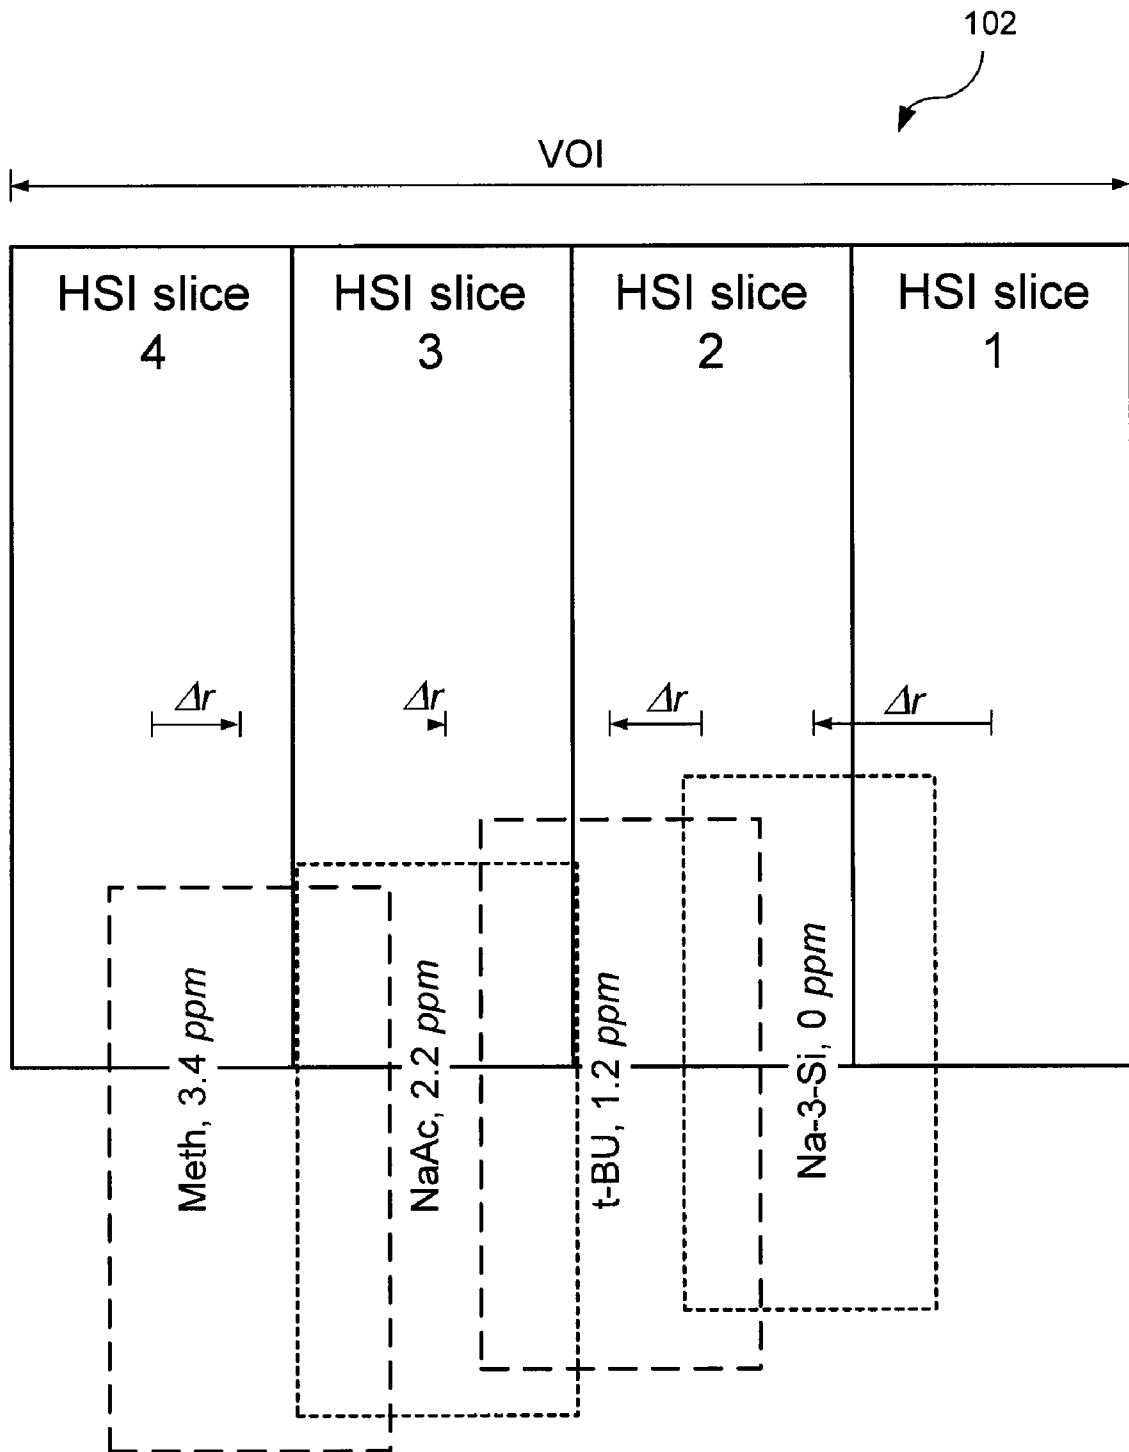 102
VOI
HSI slice
4
HSI slice
3
HSI slice
2
HSI slice
1
Δr
Δr
Δr
Δr
Meth, 3.4 ppm
NaAc, 2.2 ppm
t-BU, 1.2 ppm
Na-3-Si, 0 ppm